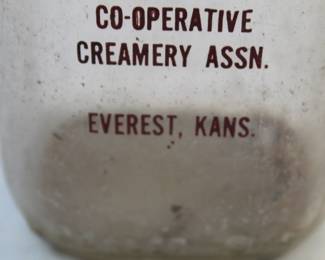 CO-OPERATIVE
CREAMERY ASSN.
EVEREST, KANS.